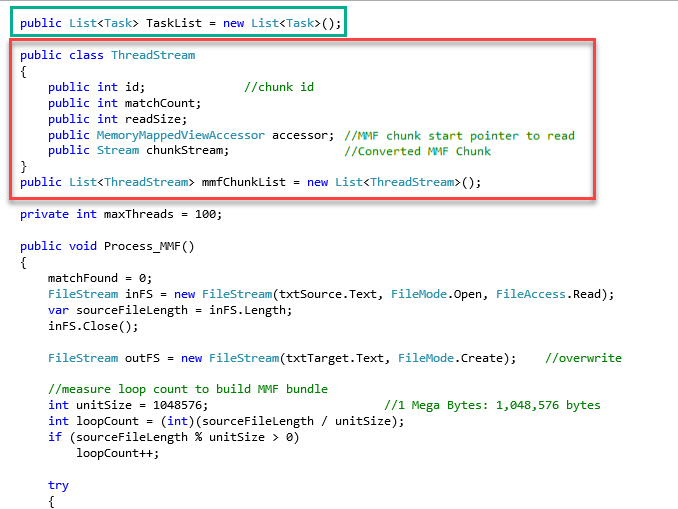 public List<Task> TaskList = new List<Task>();
public class ThreadStream
{
public int id; //chunk id
public int matchCount;
public int readSize;
public MemoryMappedViewAccessor accessor; //MMF chunk start pointer to read
public Stream chunkStream; //Converted MMF Chunk
}
public List<ThreadStream> mmfChunkList = new List<ThreadStream>();
private int maxThreads = 100;
public void Process_MMF()
{
matchFound = 0;
FileStream inFS = new FileStream(txtSource.Text, FileMode.Open, FileAccess.Read);
var sourceFileLength = inFS.Length;
inFS.Close();
FileStream outFS = new FileStream(txtTarget.Text, FileMode.Create); //overwrite
//measure loop count to build MMF bundle
int unitSize = 1048576; //1 Mega Bytes: 1,048,576 bytes
int loopCount = (int)(sourceFileLength / unitSize);
if (sourceFileLength % unitSize > 0)
loopCount++;
try
{